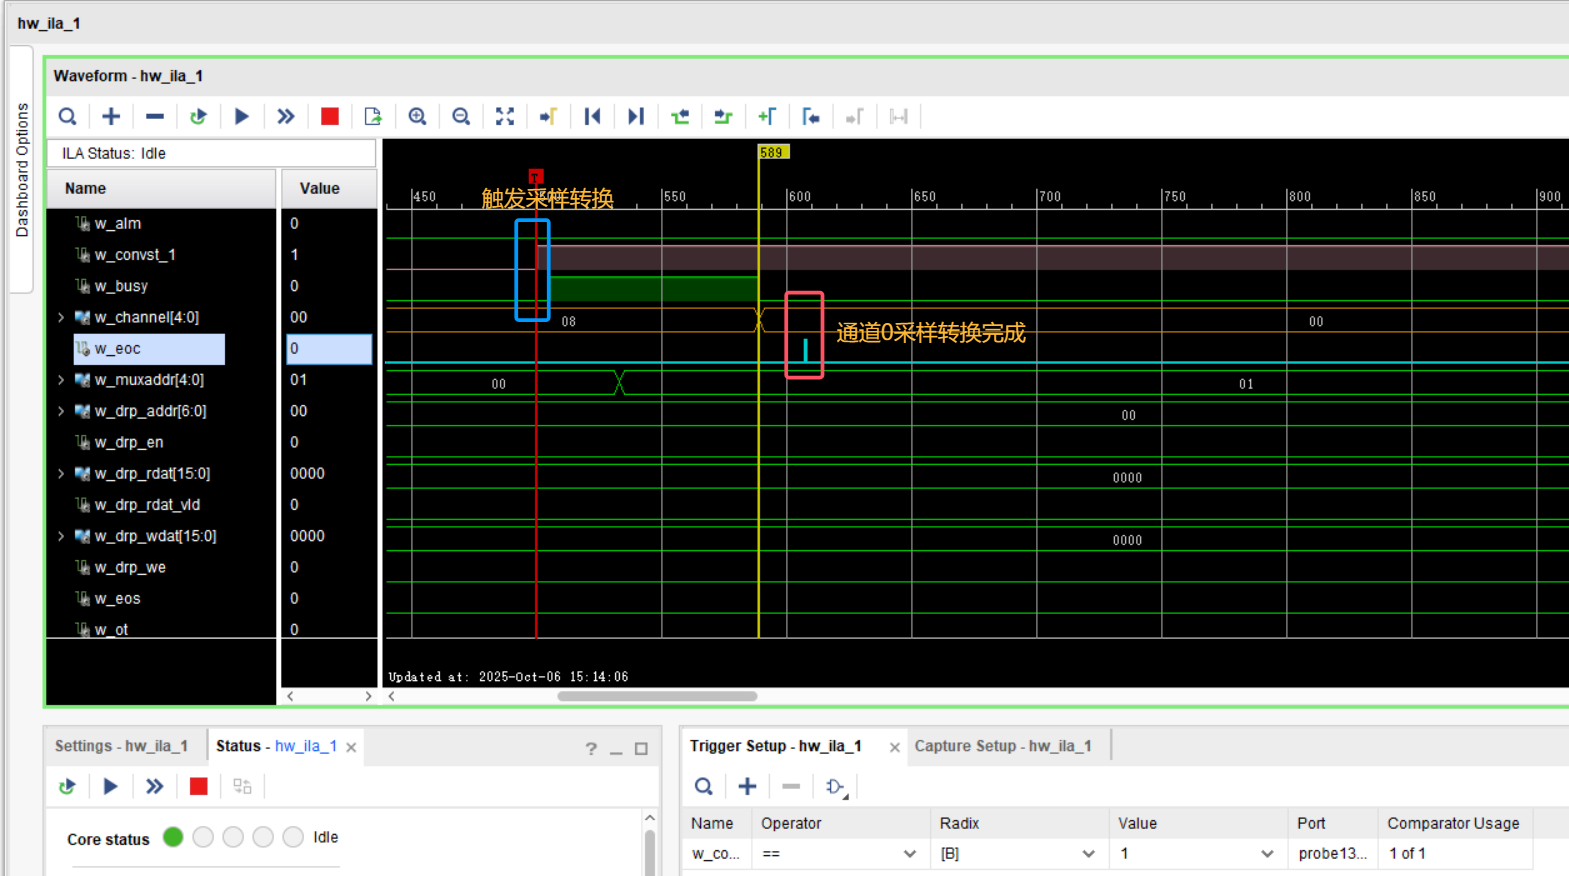 hw_ila_1
Dashboard Options
Waveform - hw_ila_1
ILA Status: Idle
Name
Value
w_alm
0
w_convst_1
1
w_busy
0
w_channel[4:0]
00
w_eoc
0
w_muxaddr[4:0]
01
w_drp_addr[6:0]
00
w_drp_en
0
w_drp_rdat[15:0]
0000
w_drp_rdat_vld
0
w_drp_wdat[15:0]
0000
w_drp_we
0
w_eos
0
w_ot
0
589
T
450
550
600
650
700
750
800
850
900
触发采样转换
08
00
通道0采样转换完成
00
01
00
0000
0000
Updated at: 2025-Oct-06 15:14:06
Settings - hw_ila_1
Status - hw_ila_1
Core status
Idle
Trigger Setup - hw_ila_1
Capture Setup - hw_ila_1
Name Operator Radix Value Port Comparator Usage
w_co... == [B] 1 probe13... 1 of 1